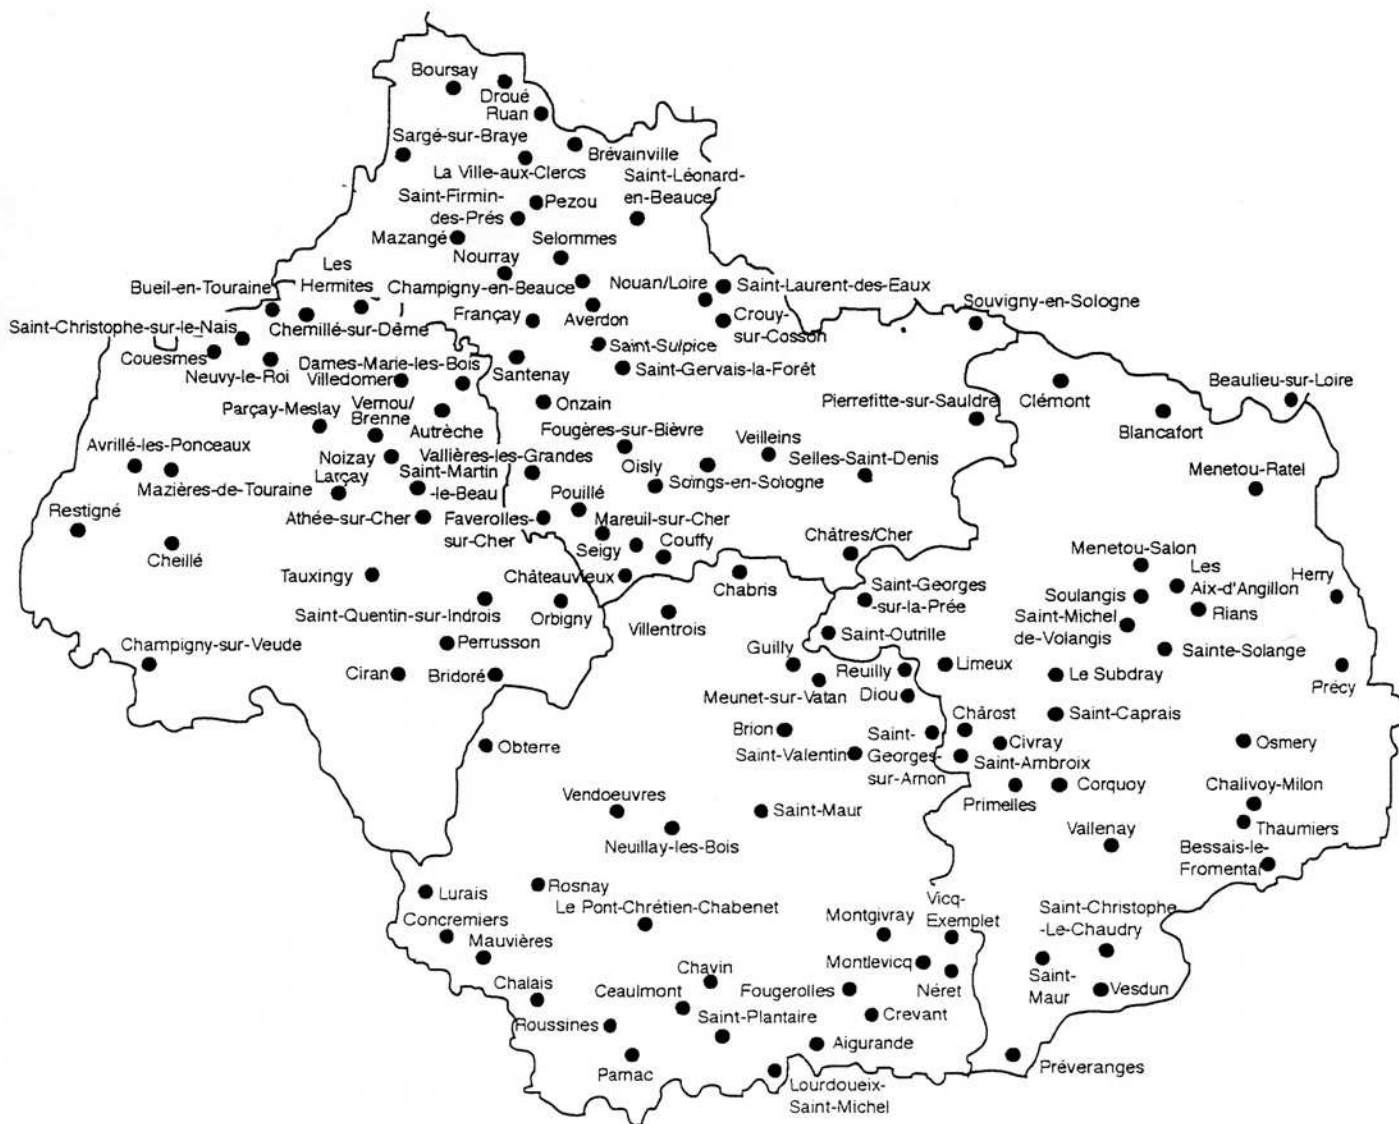 Boursay
Droué
Ruan
Sargé-sur-Braye
Brévainville
La Ville-aux-Clercs
Saint-Léonard-
en-Beauce
Saint-Firmin-
des-Prés
Pezou
Mazangé
Selommes
Nourray
Les
Hermites
Bueil-en-Touraine
Champigny-en-Beauce
Nouan/Loire
Saint-Laurent-des-Eaux
Souvigny-en-Sologne
Saint-Christophe-sur-le-Nais
Chemillé-sur-Dême
Françay
Averdon
Crouy-
sur-Cosson
Couesmes
Neuvy-le-Roi
Dames-Marie-les-Bois
Villedomer
Santenay
Saint-Sulpice
Saint-Gervais-la-Forêt
Clémont
Beaulieu-sur-Loire
Parçay-Meslay
Vernou/
Brenne
Autrèche
Onzain
Pierrefitte-sur-Sauldre
Blancafort
Avrillé-les-Ponceaux
Mazières-de-Touraine
Noizay
Larçay
Vallières-les-Grandes
Saint-Martin
-le-Beau
Fougères-sur-Bièvre
Oisly
Veilleins
Soings-en-Sologne
Selles-Saint-Denis
Menetou-Ratel
Restigné
Athée-sur-Cher
Faverolles-
sur-Cher
Pouillé
Mareuil-sur-Cher
Seigy
Couffy
Châtres/Cher
Cheillé
Tauxingy
Châteauvieux
Chabris
Menetou-Salon
Les
Aix-d'Angillon
Herry
Saint-Quentin-sur-Indrois
Orbigny
Villentrois
Saint-Georges
-sur-la-Prée
Soulangis
Rians
Saint-Michel
de-Volangis
Champigny-sur-Veude
Perrusson
Saint-Outrille
Sainte-Solange
Ciran
Bridoré
Guilly
Reuilly
Limeux
Le Subdray
Précy
Meunet-sur-Vatan
Diou
Saint-Caprais
Brion
Saint-
Georges-
sur-Arnon
Chârost
Civray
Osmery
Obterre
Saint-Valentin
Saint-Ambroix
Primelles
Corquoy
Chalivoy-Milon
Vendoeuvres
Saint-Maur
Thaumiers
Neuillay-les-Bois
Vallenay
Bessais-le-
Fromental
Lurais
Rosnay
Le Pont-Chrétien-Chabenet
Vicq-
Exemplet
Saint-Christophe
-Le-Chaudry
Concremiers
Mauvières
Montgivray
Montlevicq
Chavin
Néret
Saint-
Maur
Vesdun
Chalais
Ceaulmont
Fougerolles
Roussines
Saint-Plantaire
Crevant
Parnac
Aigurande
Préveranges
Lourdoueix-
Saint-Michel